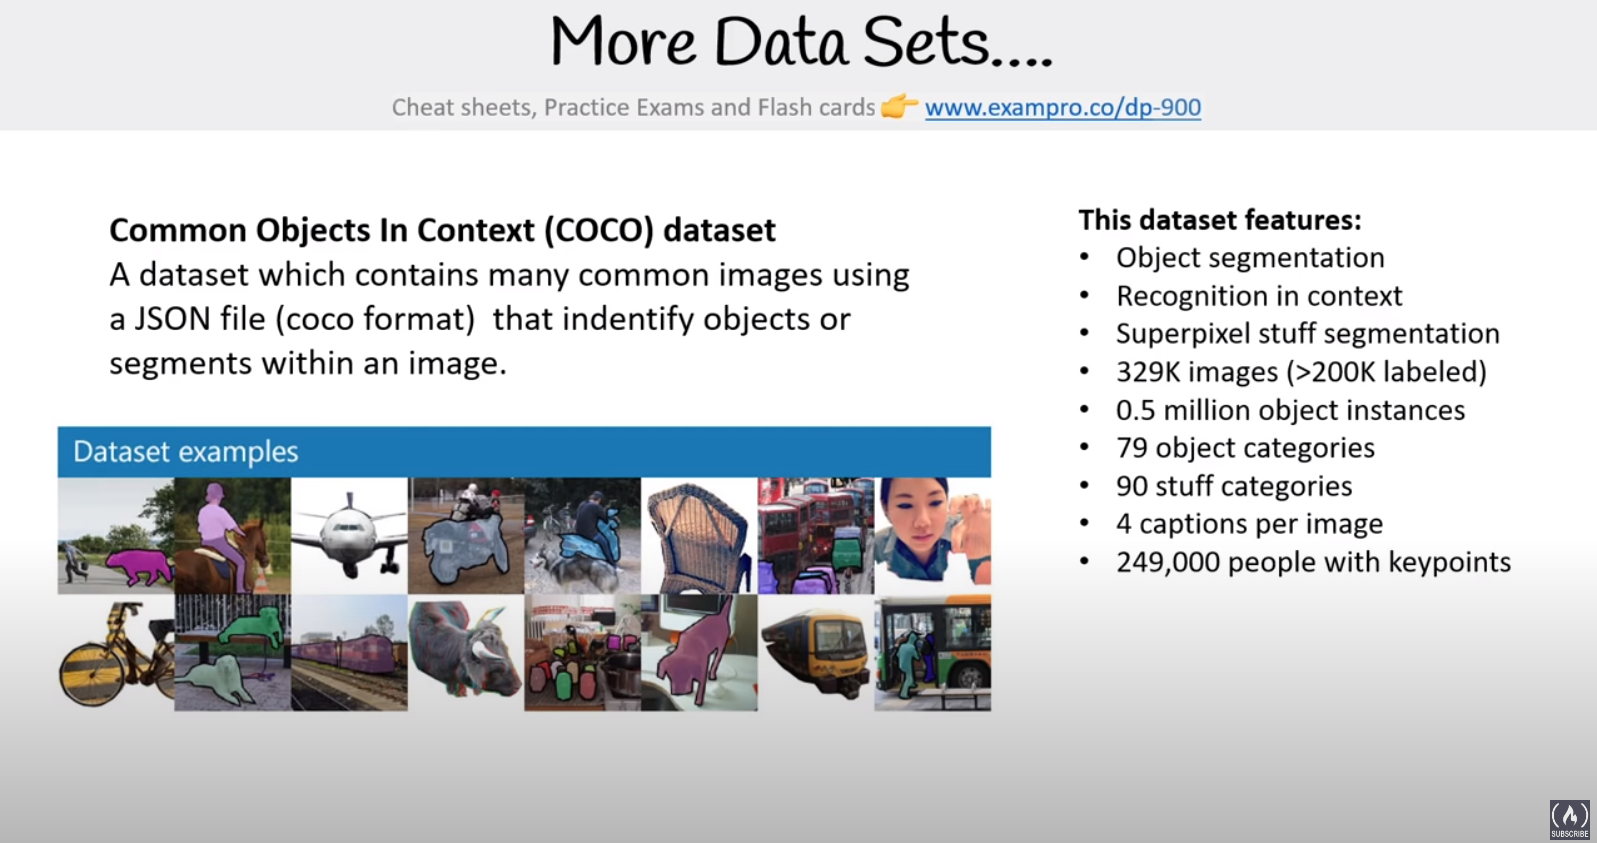 More Data Sets....
Cheat sheets, Practice Exams and Flash cards 👉 www.exampro.co/dp-900
Common Objects In Context (COCO) dataset
A dataset which contains many common images using
a JSON file (coco format)  that indentify objects or
segments within an image.
Dataset examples
This dataset features:
• Object segmentation
• Recognition in context
• Superpixel stuff segmentation
• 329K images (>200K labeled)
• 0.5 million object instances
• 79 object categories
• 90 stuff categories
• 4 captions per image
• 249,000 people with keypoints
SUBSCRIBE